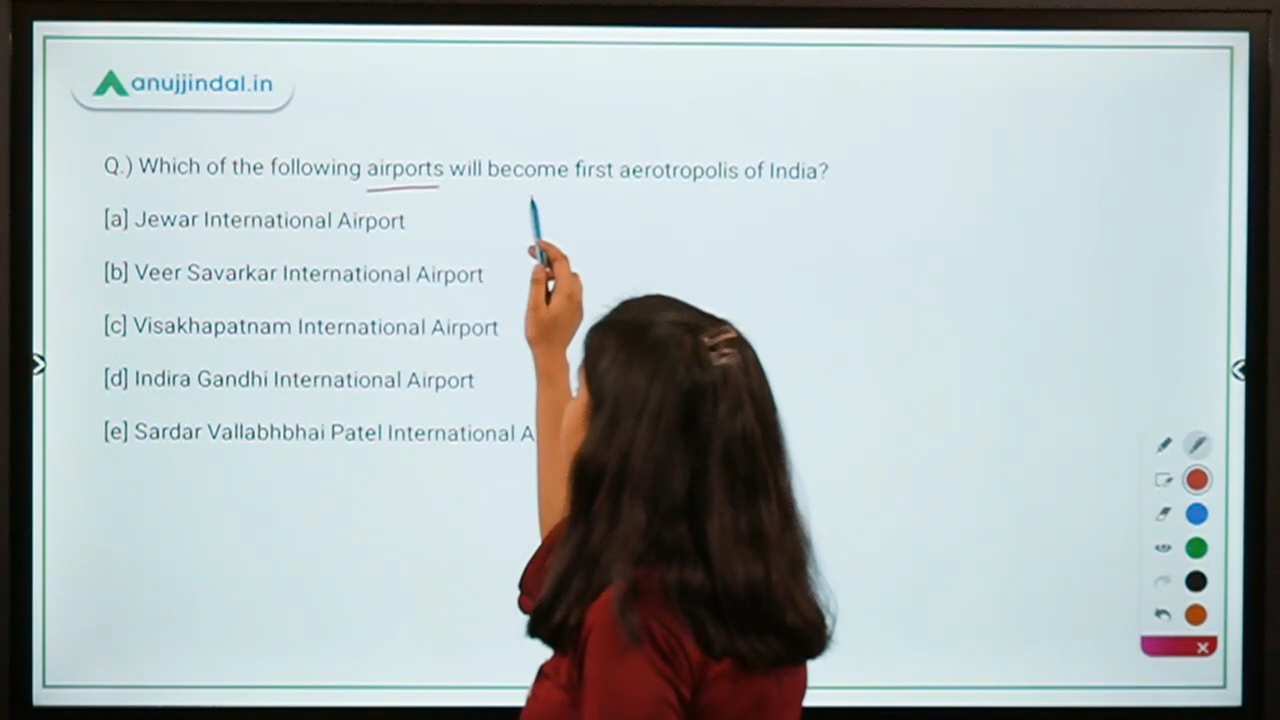 anujjindal.in
Q.) Which of the following airports will become first aerotropolis of India?
[a] Jewar International Airport
[b] Veer Savarkar International Airport
[c] Visakhapatnam International Airport
[d] Indira Gandhi International Airport
[e] Sardar Vallabhbhai Patel International A